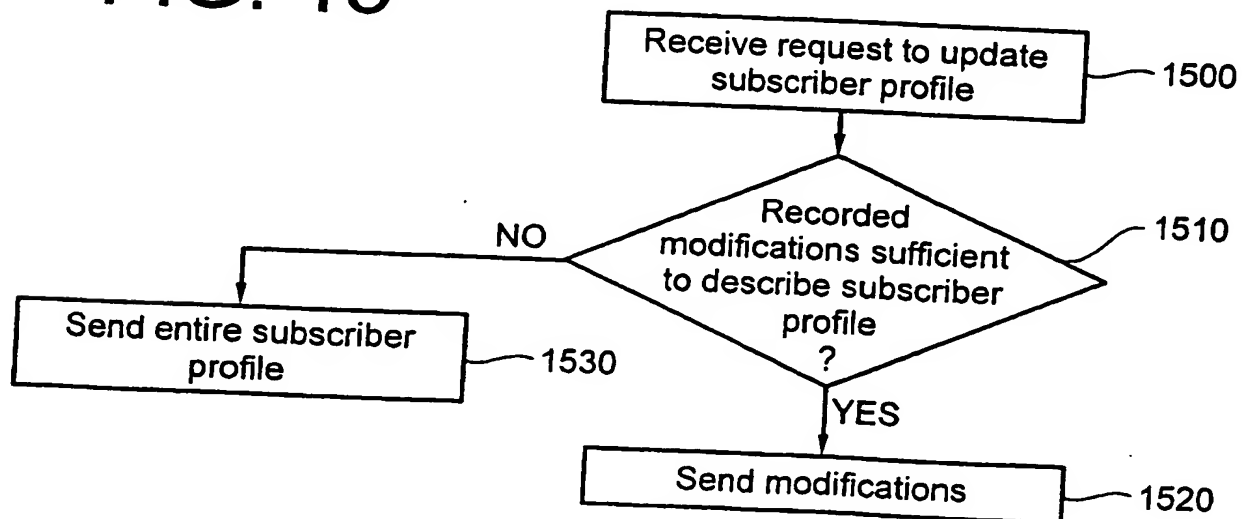 Receive request to update
subscriber profile
1500
Recorded
modifications sufficient
to describe subscriber
profile
?
1510
NO
Send entire subscriber
profile
1530
YES
Send modifications
1520